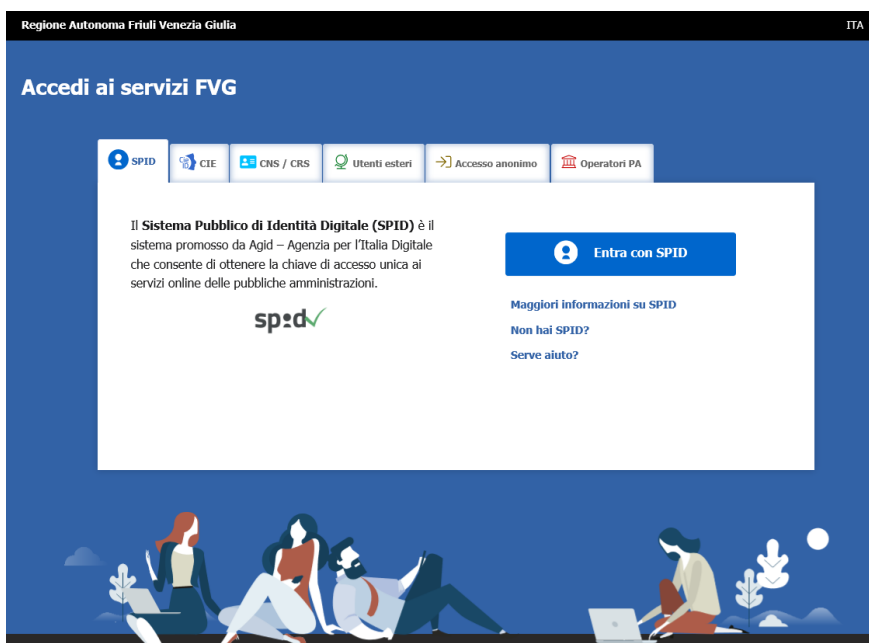 Regione Autonoma Friuli Venezia Giulia
ITA
Accedi ai servizi FVG
SPID
CIE
CNS / CRS
Utenti esteri
Accesso anonimo
Operatori PA
Il Sistema Pubblico di Identità Digitale (SPID) è il
sistema promosso da Agid – Agenzia per l'Italia Digitale
che consente di ottenere la chiave di accesso unica ai
servizi online delle pubbliche amministrazioni.
spid
Entra con SPID
Maggiori informazioni su SPID
Non hai SPID?
Serve aiuto?